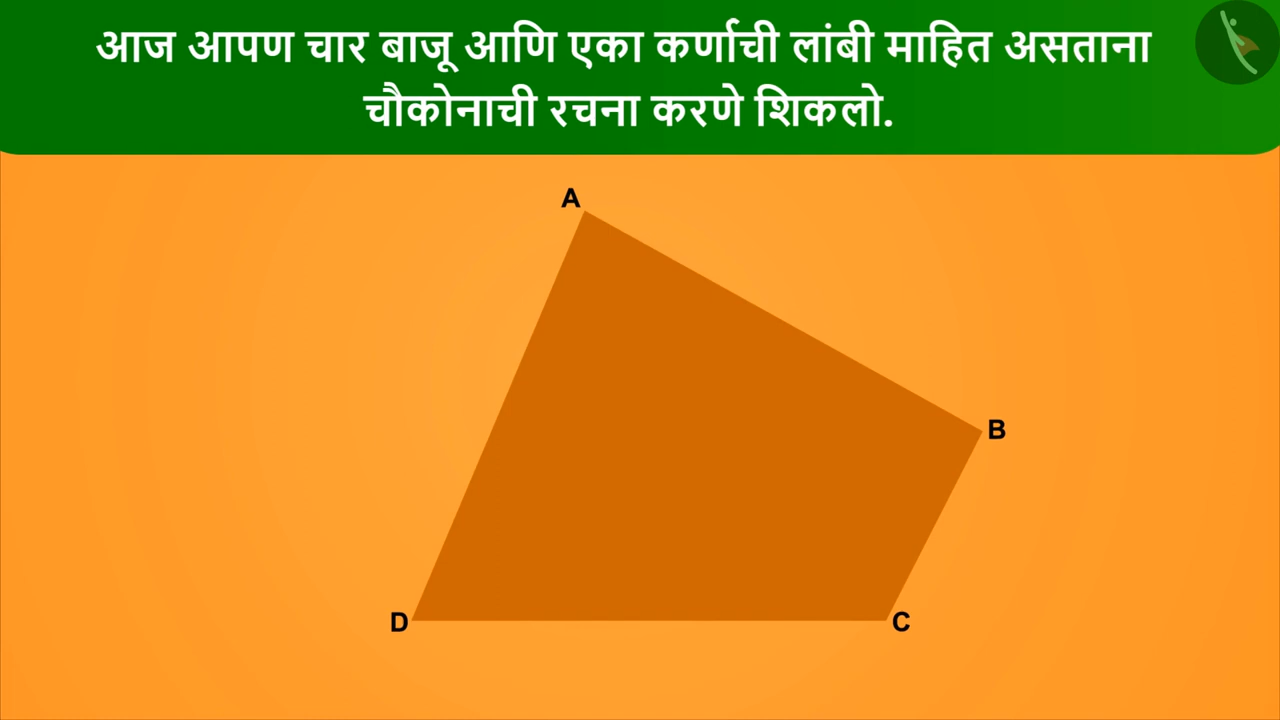 आज आपण चार बाजू आणि एका कर्णाची लांबी माहित असताना
चौकोनाची रचना करणे शिकलो.
A
B
D
C